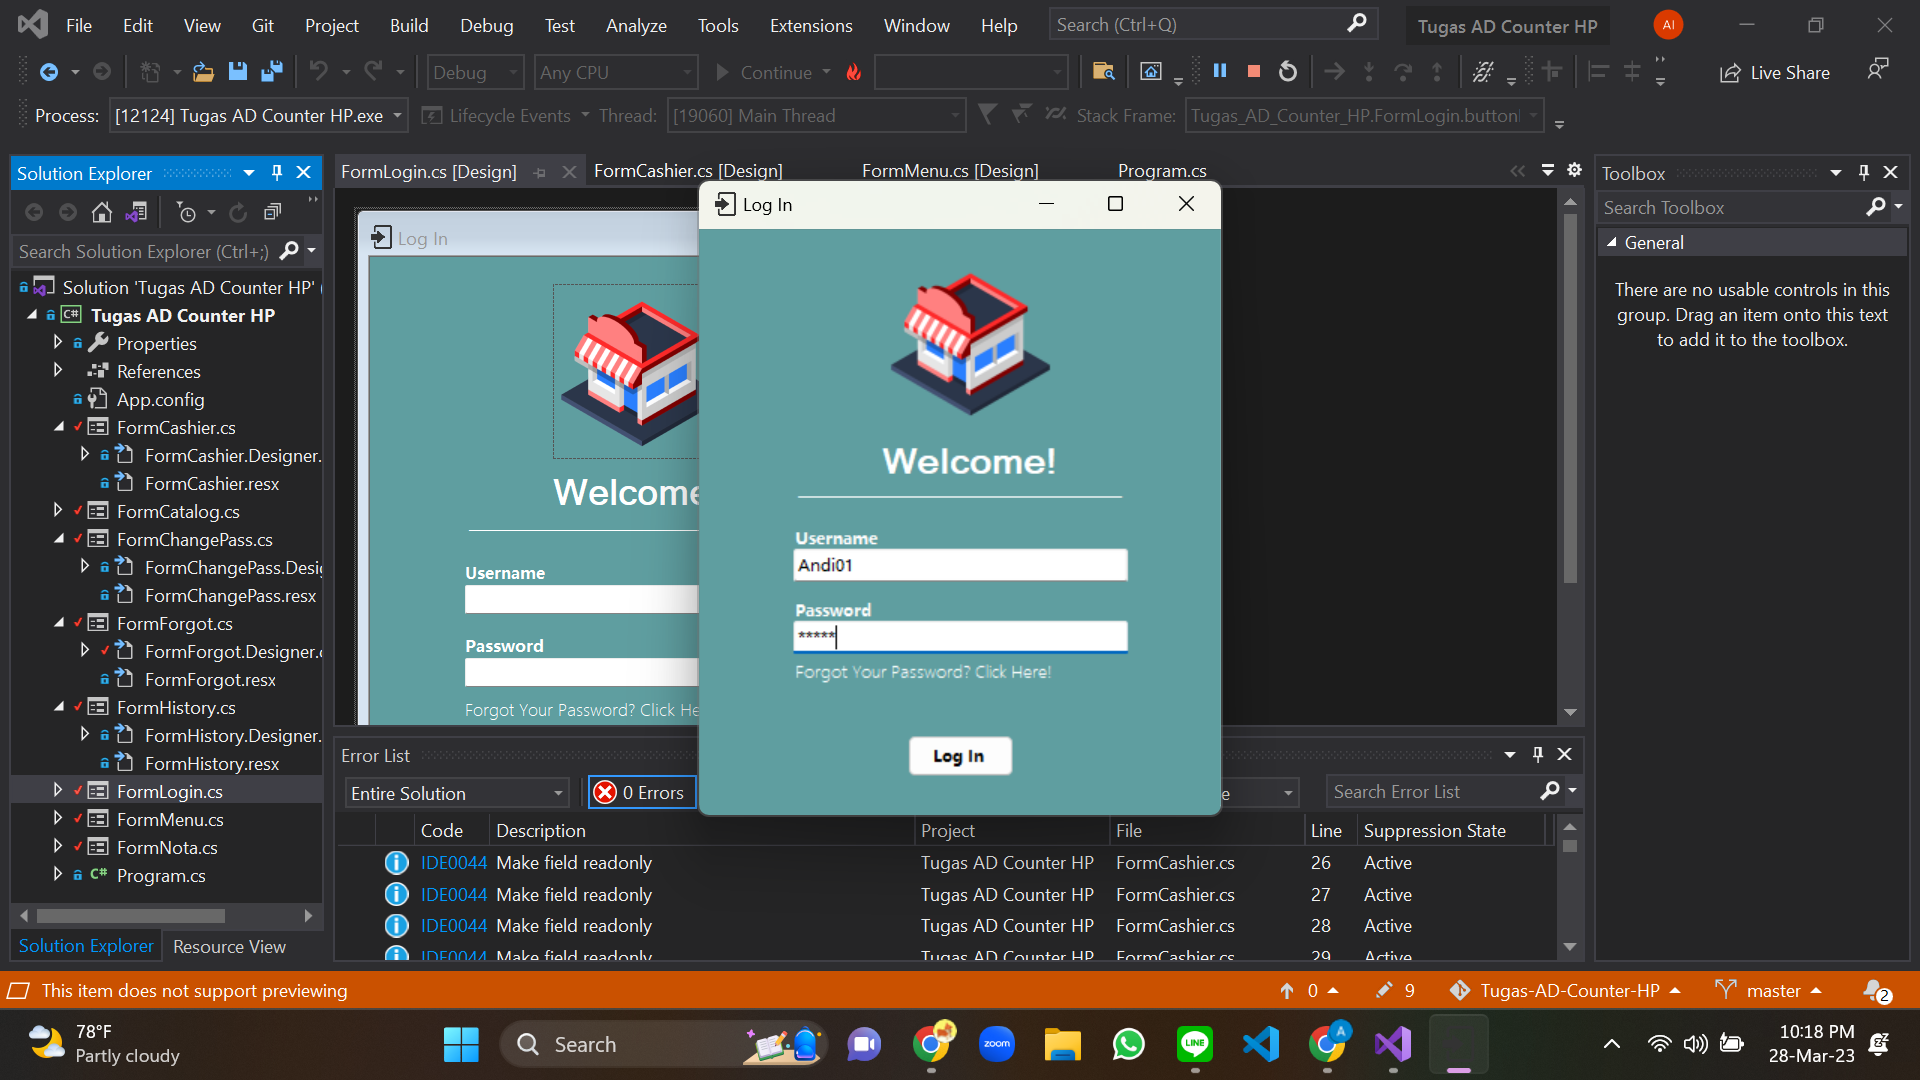 File Edit View Git Project Build Debug Test Analyze Tools Extensions Window Help Search (Ctrl+Q) Tugas AD Counter HP AI
Debug Any CPU Continue Live Share
Process: [12124] Tugas AD Counter HP.exe Lifecycle Events Thread: [19060] Main Thread Stack Frame: Tugas_AD_Counter_HP.FormLogin.button
Solution Explorer
Search Solution Explorer (Ctrl+;)
Solution 'Tugas AD Counter HP' (
C# Tugas AD Counter HP
Properties
References
App.config
FormCashier.cs
FormCashier.Designer.
FormCashier.resx
FormCatalog.cs
FormChangePass.cs
FormChangePass.Desi
FormChangePass.resx
FormForgot.cs
FormForgot.Designer.
FormForgot.resx
FormHistory.cs
FormHistory.Designer.
FormHistory.resx
FormLogin.cs
FormMenu.cs
FormNota.cs
C# Program.cs
Solution Explorer Resource View
FormLogin.cs [Design] FormCashier.cs [Design] FormMenu.cs [Design] Program.cs
Log In
Welcome
Username
Password
Forgot Your Password? Click He
Log In
Welcome!
Username
Andi01
Password
*****
Forgot Your Password? Click Here!
Log In
Toolbox
Search Toolbox
General
There are no usable controls in this
group. Drag an item onto this text
to add it to the toolbox.
Error List
Entire Solution 0 Errors e Search Error List
Code Description Project File Line Suppression State
IDE0044 Make field readonly Tugas AD Counter HP FormCashier.cs 26 Active
IDE0044 Make field readonly Tugas AD Counter HP FormCashier.cs 27 Active
IDE0044 Make field readonly Tugas AD Counter HP FormCashier.cs 28 Active
IDE0044 Make field readonly Tugas AD Counter HP FormCashier.cs 29 Active
This item does not support previewing 0 9 Tugas-AD-Counter-HP master 2
78°F
Partly cloudy
Search
zoom
LINE
A
10:18 PM
28-Mar-23